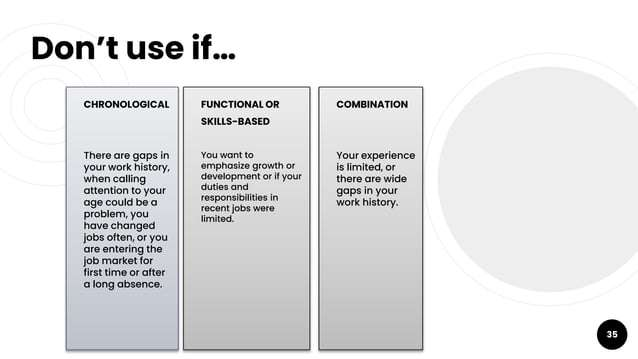 Don’t use if…
CHRONOLOGICAL
There are gaps in
your work history,
when calling
attention to your
age could be a
problem, you
have changed
jobs often, or you
are entering the
job market for
first time or after
a long absence.
FUNCTIONAL OR
SKILLS-BASED
You want to
emphasize growth or
development or if your
duties and
responsibilities in
recent jobs were
limited.
COMBINATION
Your experience
is limited, or
there are wide
gaps in your
work history.
35